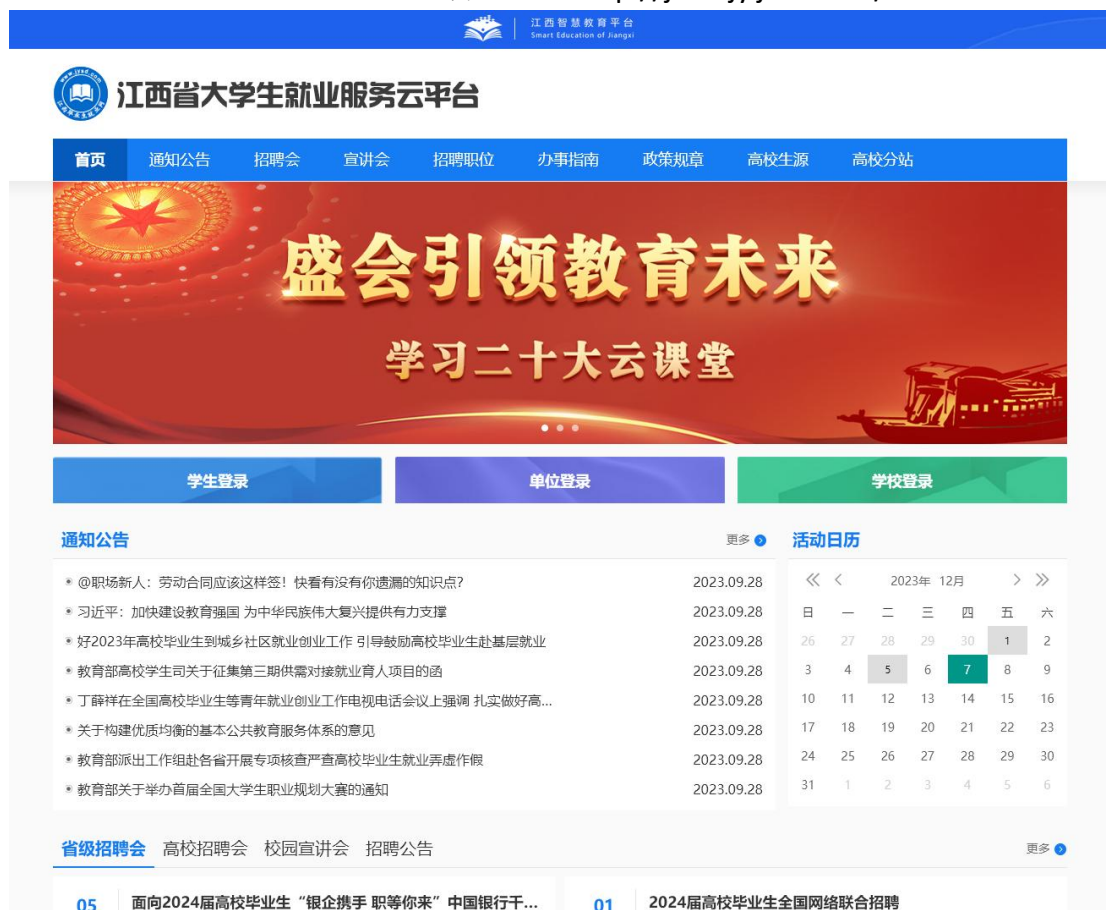 江西智慧教育平台
Smart Education of Jiangxi
www.jxed.com
江西省大学生就业服务云平台
首页 通知公告 招聘会 宣讲会 招聘职位 办事指南 政策规章 高校生源 高校分站
盛会引领教育未来
学习二十大云课堂
学生登录 单位登录 学校登录
通知公告 更多
@职场新人：劳动合同应该这样签！快看有没有你遗漏的知识点？ 2023.09.28
习近平：加快建设教育强国 为中华民族伟大复兴提供有力支撑 2023.09.28
好2023年高校毕业生到城乡社区就业创业工作 引导鼓励高校毕业生赴基层就业 2023.09.28
教育部高校学生司关于征集第三期供需对接就业育人项目的函 2023.09.28
丁薛祥在全国高校毕业生等青年就业创业工作电视电话会议上强调 扎实做好高... 2023.09.28
关于构建优质均衡的基本公共教育服务体系的意见 2023.09.28
教育部派出工作组赴各省开展专项核查严查高校毕业生就业弄虚作假 2023.09.28
教育部关于举办首届全国大学生职业规划大赛的通知 2023.09.28
活动日历
2023年 12月
日 一 二 三 四 五 六
26 27 28 29 30 1 2
3 4 5 6 7 8 9
10 11 12 13 14 15 16
17 18 19 20 21 22 23
24 25 26 27 28 29 30
31 1 2 3 4 5 6
省级招聘会 高校招聘会 校园宣讲会 招聘公告 更多
05 面向2024届高校毕业生“银企携手 职等你来”中国银行千...
01 2024届高校毕业生全国网络联合招聘